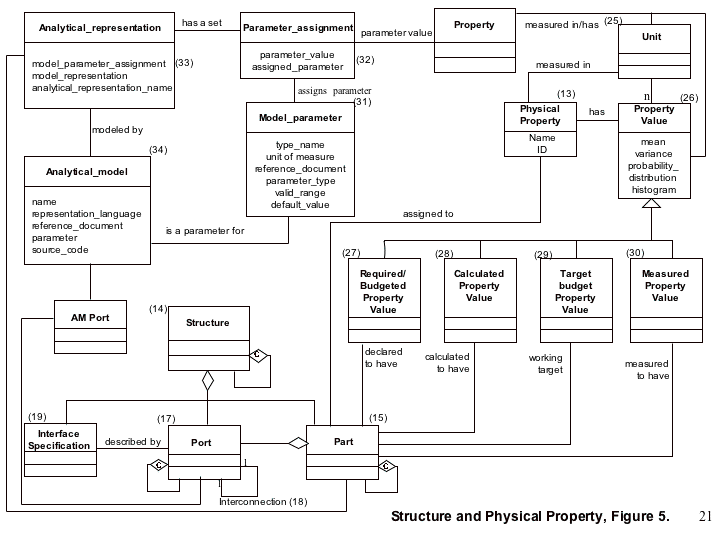 Analytical_representation
model_parameter_assignment
model_representation
analytical_representation_name
(33)
has a set
Parameter_assignment
parameter_value
assigned_parameter
(32)
parameter value
Property
measured in/has
(25)
Unit
measured in
assigns parameter
(31)
Model_parameter
type_name
unit of measure
reference_document
parameter_type
valid_range
default_value
(13)
Physical
Property
Name
ID
has
n
(26)
Property
Value
mean
variance
probability_
distribution
histogram
modeled by
(34)
Analytical_model
name
representation_language
reference_document
parameter
source_code
is a parameter for
assigned to
(27)
Required/
Budgeted
Property
Value
(28)
Calculated
Property
Value
(29)
Target
budget
Property
Value
(30)
Measured
Property
Value
AM Port
(14)
Structure
C
declared
to have
calculated
to have
working
target
measured
to have
(19)
Interface
Specification
described by
(17)
Port
C
1
1
Interconnection (18)
(15)
Part
C
Structure and Physical Property, Figure 5.
21